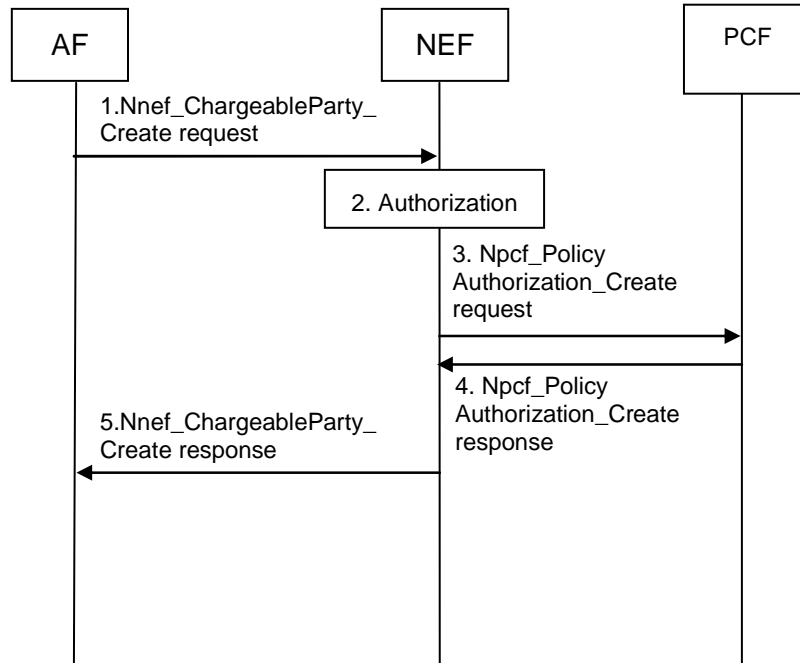 AF
NEF
PCF
1.Nnef_ChargeableParty_
Create request
2. Authorization
3. Npcf_Policy
Authorization_Create
request
4. Npcf_Policy
Authorization_Create
response
5.Nnef_ChargeableParty_
Create response